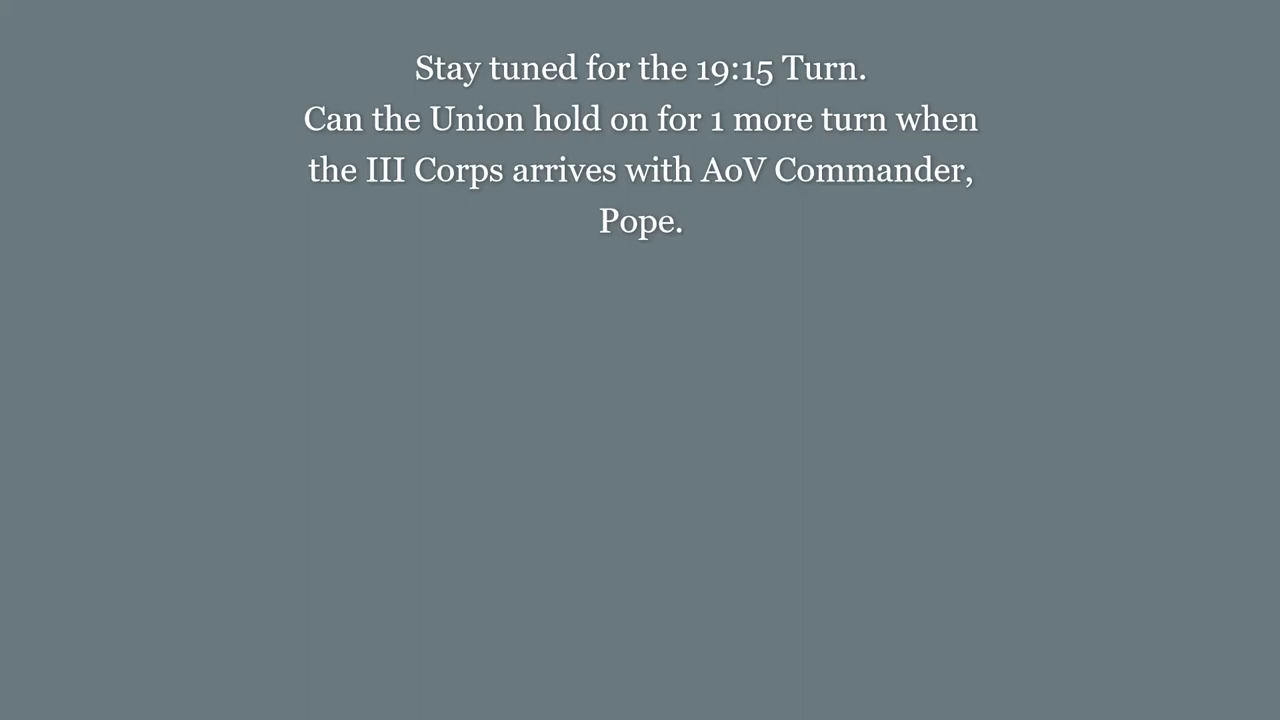 Stay tuned for the 19:15 Turn.
Can the Union hold on for 1 more turn when
the III Corps arrives with AoV Commander,
Pope.